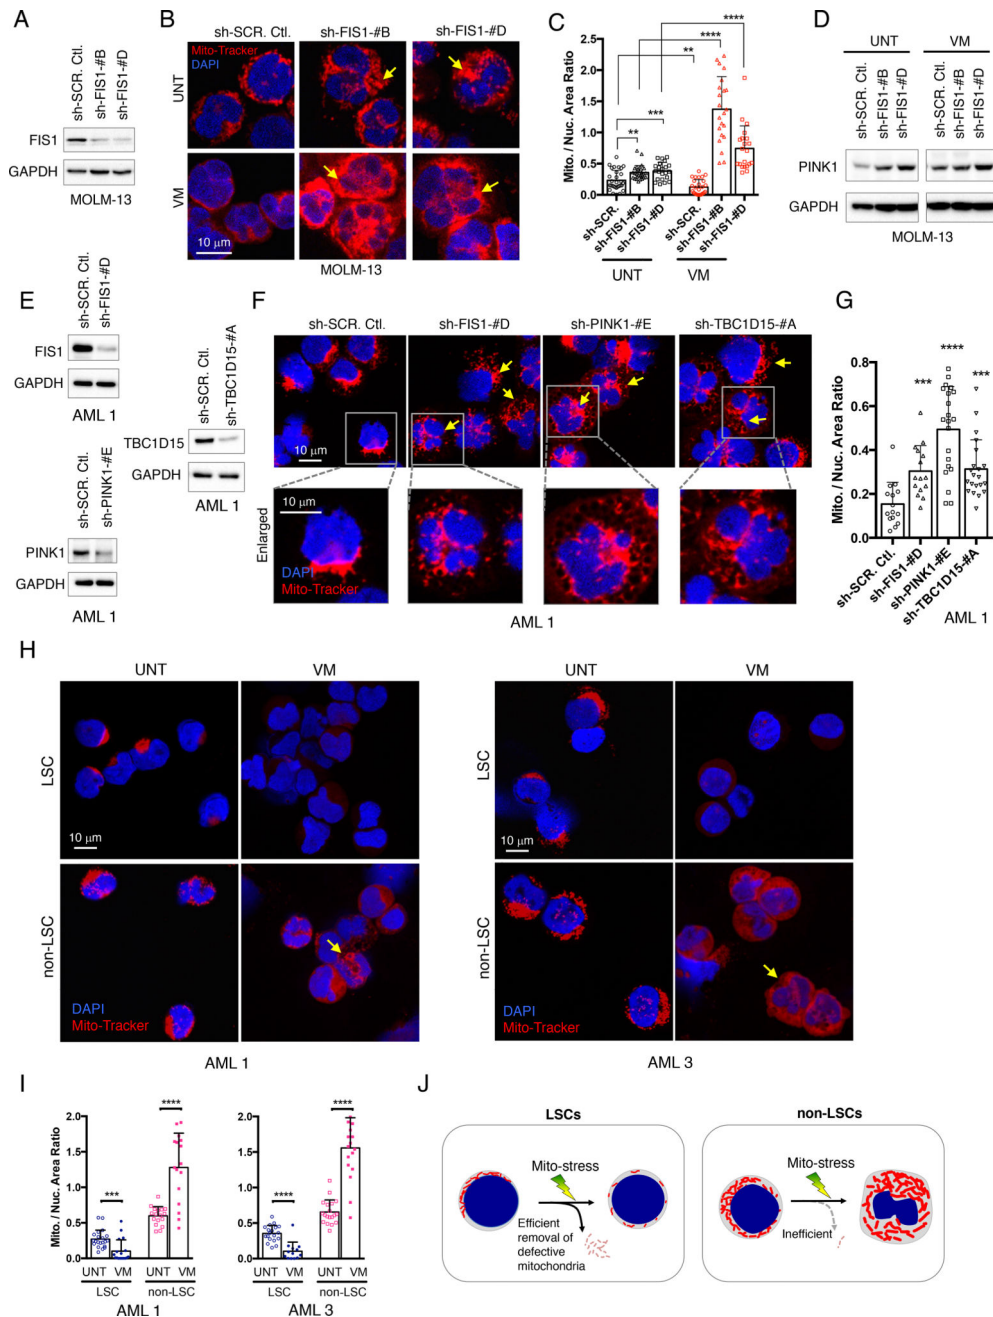 A
sh-SCR. Ctl.
sh-FIS1-#B
sh-FIS1-#D
FIS1
GAPDH
MOLM-13
B
sh-SCR. Ctl.
sh-FIS1-#B
sh-FIS1-#D
Mito-Tracker
DAPI
UNT
VM
10 µm
MOLM-13
C
Mito. / Nuc. Area Ratio
2.5
2.0
1.5
1.0
0.5
0.0
**
***
**
****
****
sh-SCR.
sh-FIS1-#B
sh-FIS1-#D
sh-SCR.
sh-FIS1-#B
sh-FIS1-#D
UNT
VM
D
UNT
VM
sh-SCR. Ctl.
sh-FIS1-#B
sh-FIS1-#D
sh-SCR. Ctl.
sh-FIS1-#B
sh-FIS1-#D
PINK1
GAPDH
MOLM-13
E
sh-SCR. Ctl.
sh-FIS1-#D
FIS1
GAPDH
AML 1
sh-SCR. Ctl.
sh-PINK1-#E
PINK1
GAPDH
AML 1
sh-SCR. Ctl.
sh-TBC1D15-#A
TBC1D15
GAPDH
AML 1
F
sh-SCR. Ctl.
sh-FIS1-#D
sh-PINK1-#E
sh-TBC1D15-#A
10 µm
Enlarged
10 µm
DAPI
Mito-Tracker
AML 1
G
Mito. / Nuc. Area Ratio
0.8
0.6
0.4
0.2
0.0
***
****
***
sh-SCR. Ctl.
sh-FIS1-#D
sh-PINK1-#E
sh-TBC1D15-#A
AML 1
H
UNT
VM
LSC
10 µm
non-LSC
DAPI
Mito-Tracker
AML 1
UNT
VM
LSC
10 µm
non-LSC
DAPI
Mito-Tracker
AML 3
I
Mito. / Nuc. Area Ratio
2.0
1.5
1.0
0.5
0.0
***
****
UNT VM UNT VM
LSC non-LSC
AML 1
2.0
1.5
1.0
0.5
0.0
****
****
UNT VM UNT VM
LSC non-LSC
AML 3
J
LSCs
Mito-stress
Efficient
removal of
defective
mitochondria
non-LSCs
Mito-stress
Inefficient